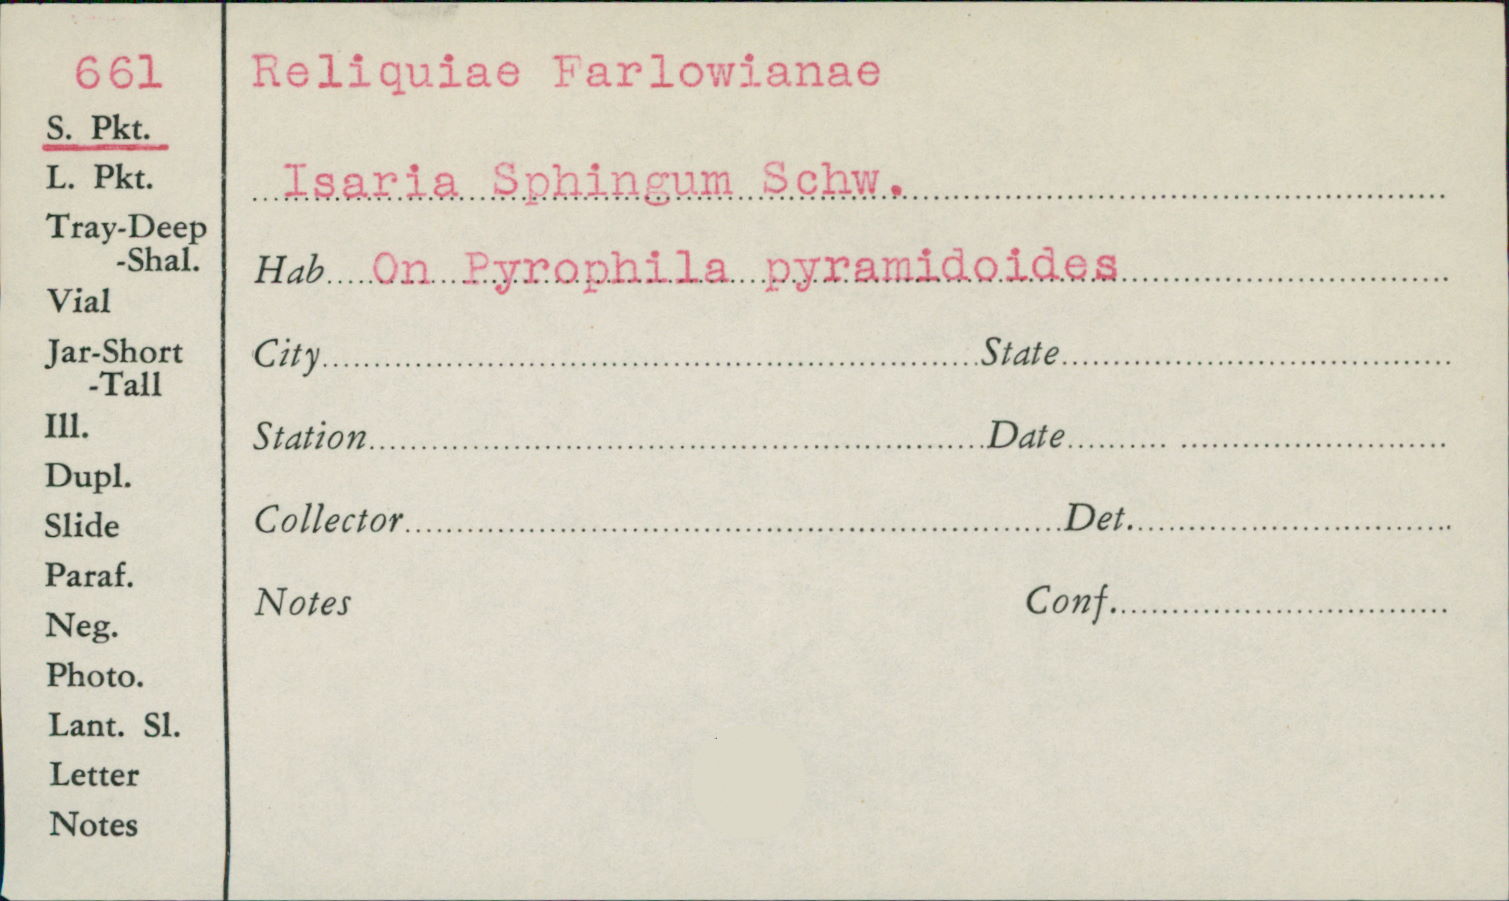 661
S. Pkt.
L. Pkt.
Tray-Deep
-Shal.
Vial
Jar-Short
-Tall
Ill.
Dupl.
Slide
Paraf.
Neg.
Photo.
Lant. Sl.
Letter
Notes
Reliquiae Farlowianae
Isaria Sphingum Schw.
Hab On Pyrophila pyramidoides
City State
Station Date
Collector Det.
Notes Conf.